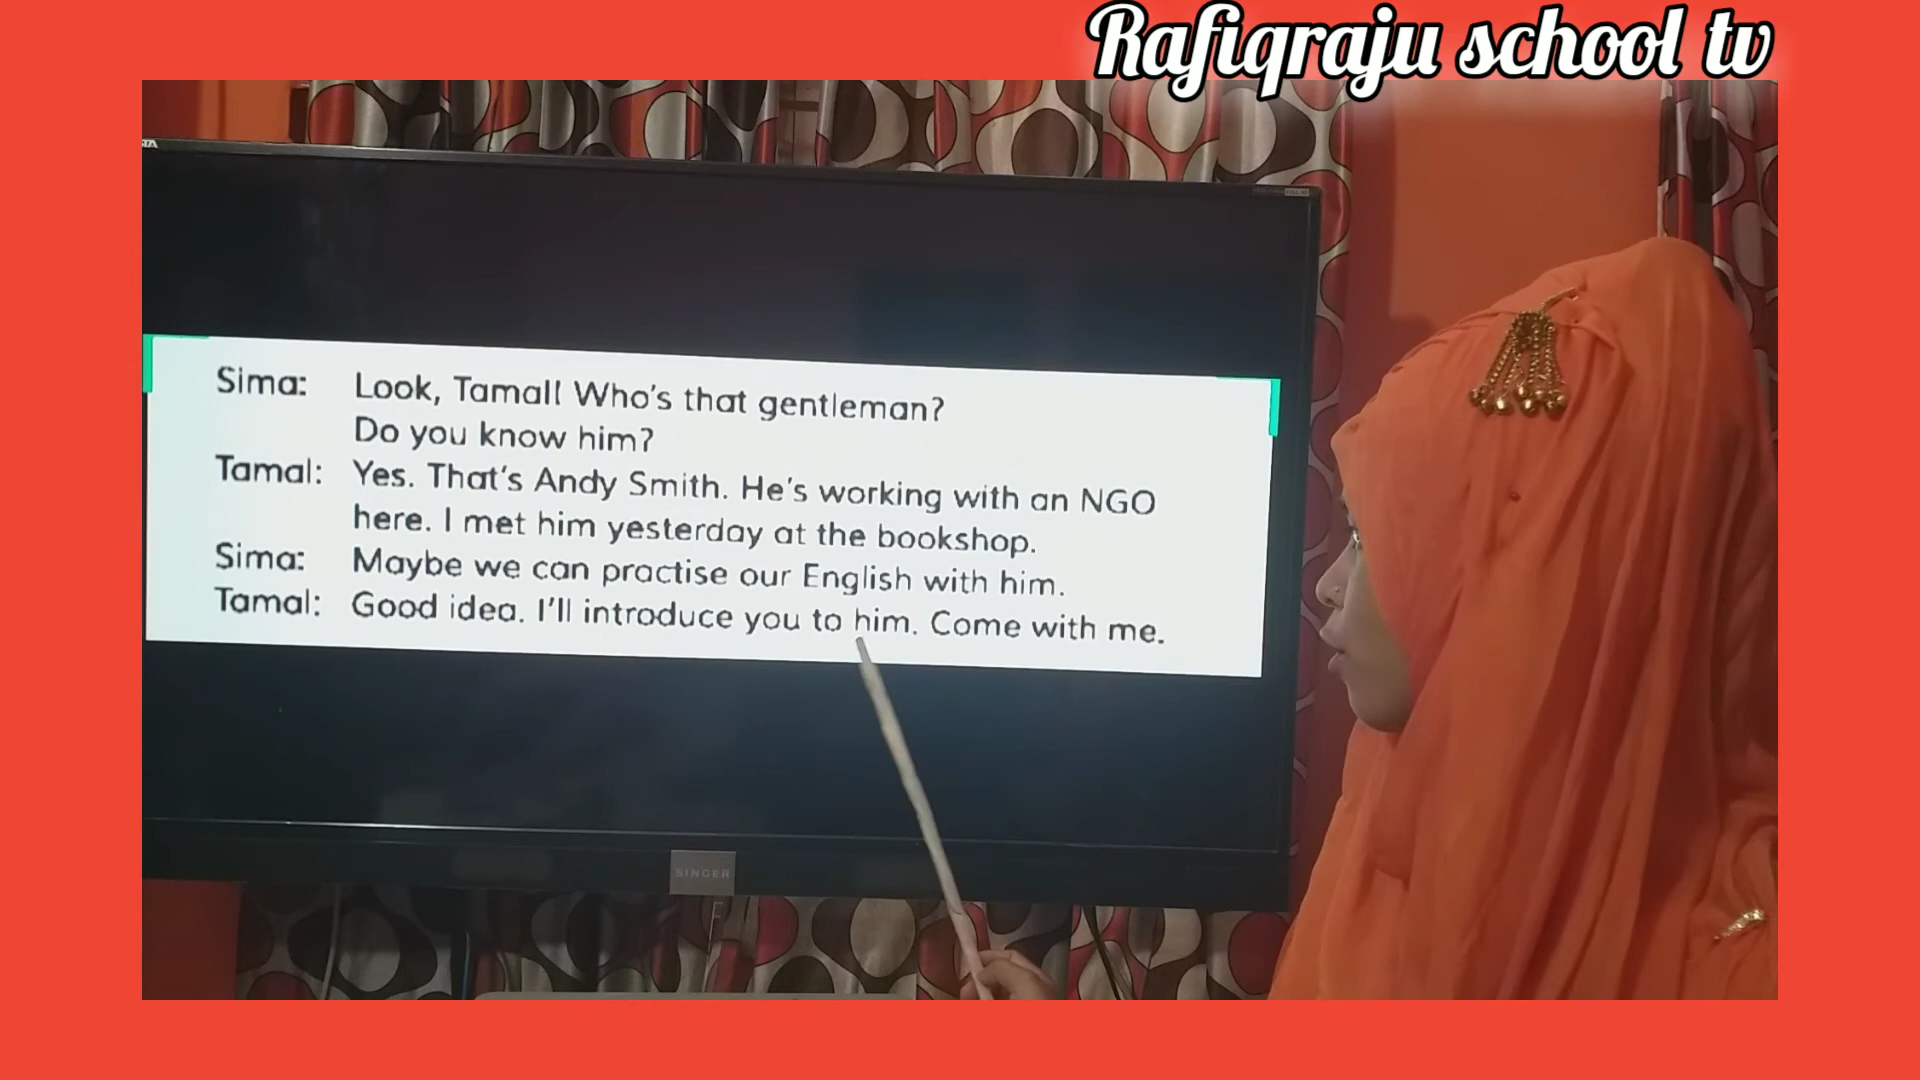 Rafiqraju school tv
Sima: Look, Tamal! Who's that gentleman?
Do you know him?
Tamal: Yes. That's Andy Smith. He's working with an NGO
here. I met him yesterday at the bookshop.
Sima: Maybe we can practise our English with him.
Tamal: Good idea. I'll introduce you to him. Come with me.
SINGER